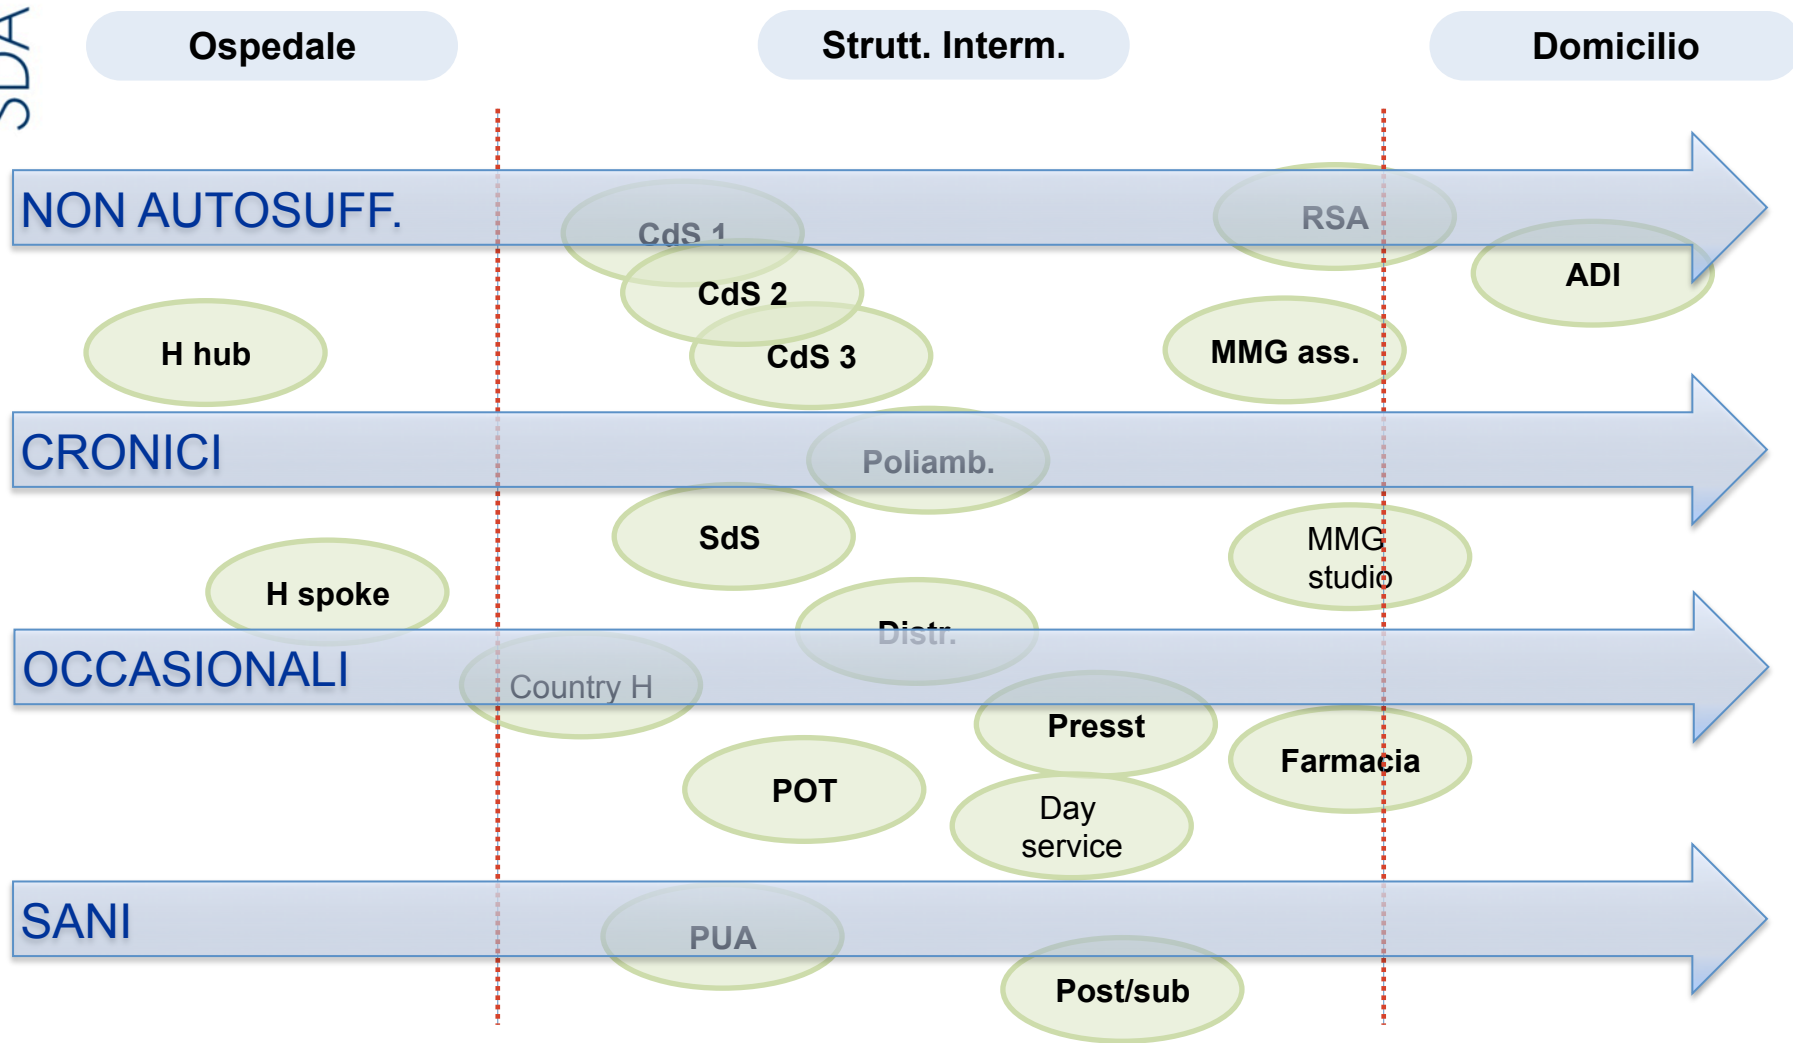 SDA
Ospedale
Strutt. Interm.
Domicilio
NON AUTOSUFF.
CdS 1
RSA
CdS 2
ADI
H hub
CdS 3
MMG ass.
CRONICI
Poliamb.
SdS
MMG
studio
H spoke
Distr.
OCCASIONALI
Country H
Presst
Farmacia
POT
Day
service
SANI
PUA
Post/sub